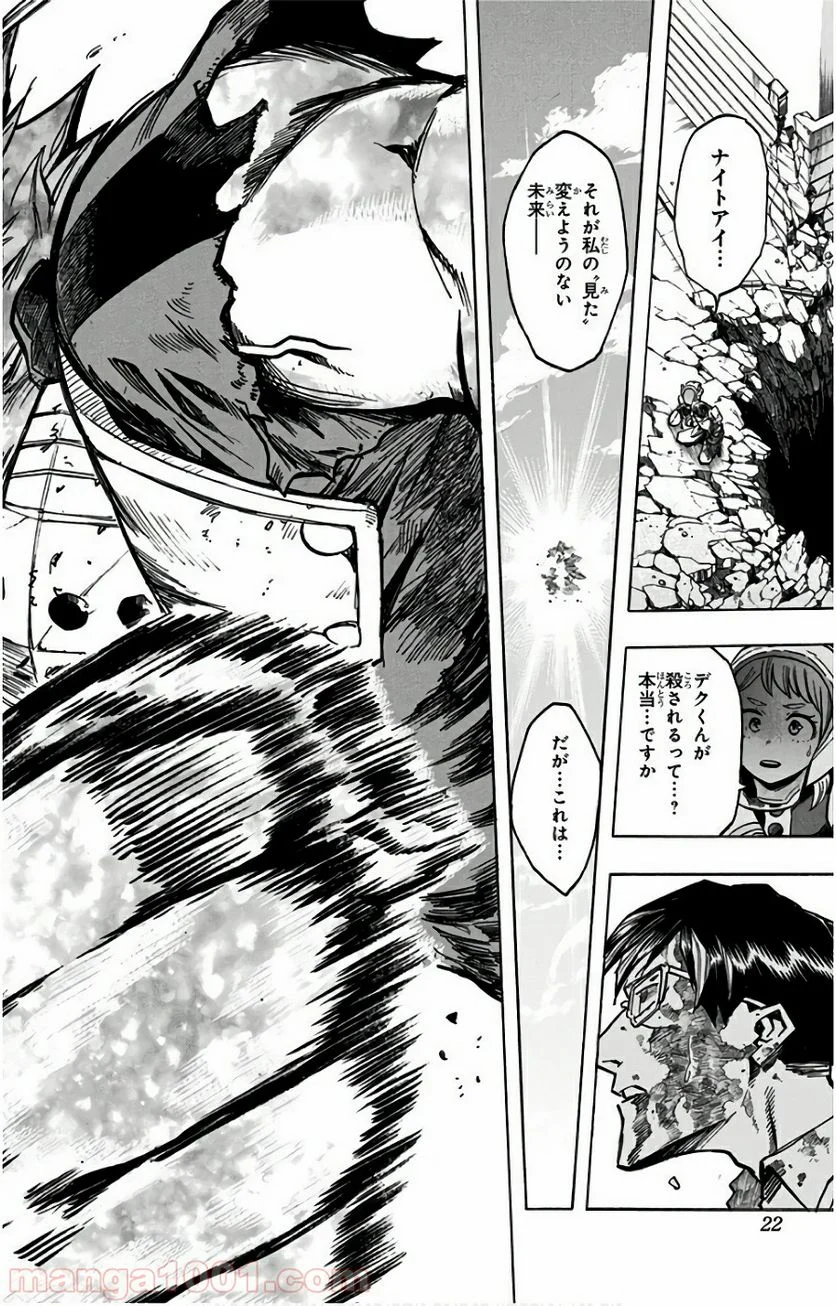 ナイトアイ…
デクくんが
殺されるって…?
本当…ですか
それが私の〝見た〟
変えようのない
未来──
だが…これは…
22
manga1001.com